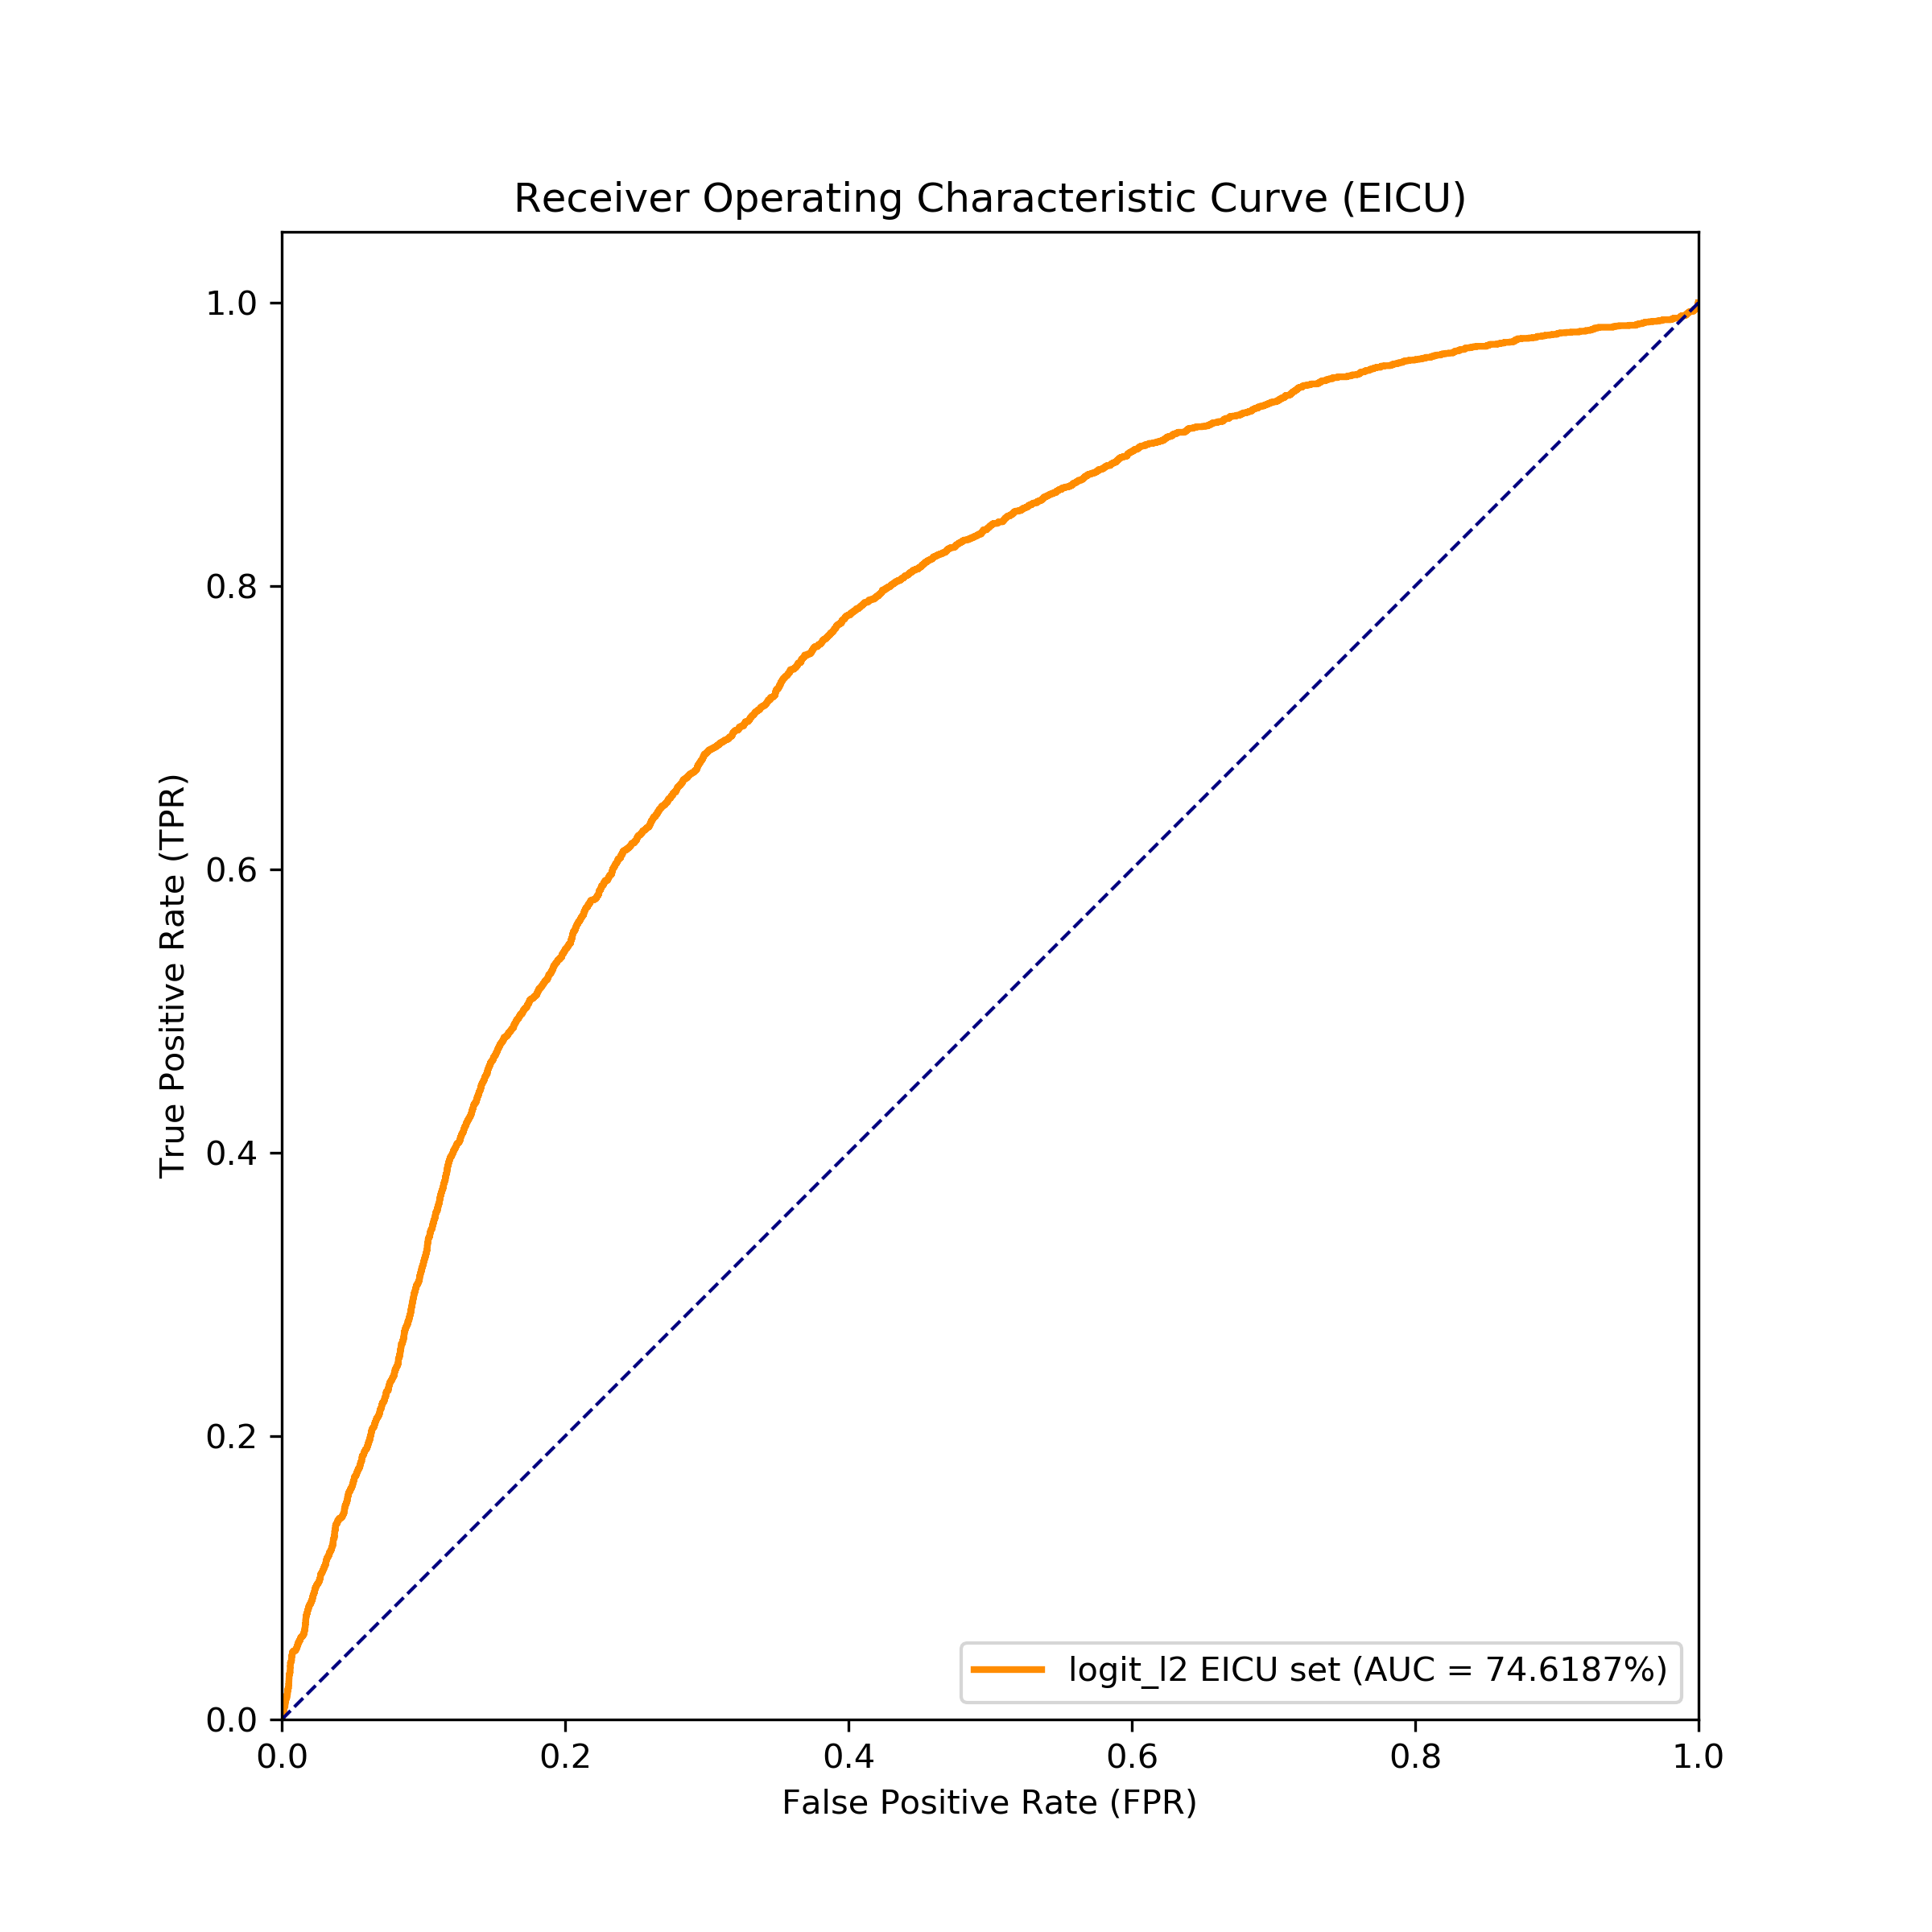 Receiver Operating Characteristic Curve (EICU)
True Positive Rate (TPR)
1.0
0.8
0.6
0.4
0.2
0.0
logit_l2 EICU set (AUC = 74.6187%)
0.0 0.2 0.4 0.6 0.8 1.0
False Positive Rate (FPR)